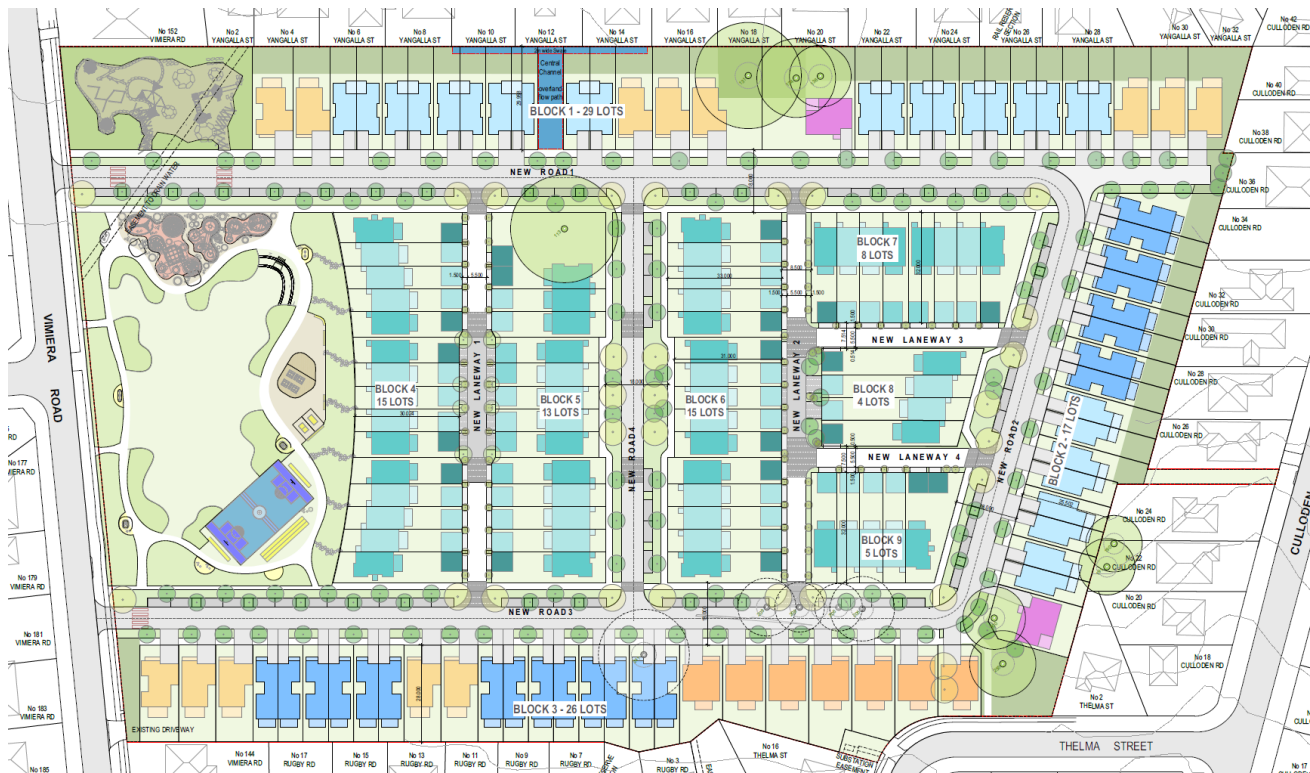 No 152
VIMIERA RD
No 2
YANGALLA ST
No 4
YANGALLA ST
No 6
YANGALLA ST
No 8
YANGALLA ST
No 10
YANGALLA ST
No 12
YANGALLA ST
No 14
YANGALLA ST
No 16
YANGALLA ST
No 18
YANGALLA ST
No 20
YANGALLA ST
No 22
YANGALLA ST
No 24
YANGALLA ST
No 26
YANGALLA ST
No 28
YANGALLA ST
No 30
YANGALLA ST
No 32
YANGALLA ST
No 42
CULLODEN RD
No 40
CULLODEN RD
No 38
CULLODEN RD
No 36
CULLODEN RD
No 34
CULLODEN RD
No 32
CULLODEN RD
No 30
CULLODEN RD
No 28
CULLODEN RD
No 26
CULLODEN RD
No 24
CULLODEN RD
No 22
CULLODEN RD
No 20
CULLODEN RD
No 18
CULLODEN RD
No 17
No 2
THELMA ST
Central
Channel
overland
flow path
BLOCK 1 - 29 LOTS
NEW ROAD1
EASEMENT TO DRAIN WATER
BLOCK 7
8 LOTS
NEW LANEWAY 3
BLOCK 4
15 LOTS
NEW LANEWAY 1
BLOCK 5
13 LOTS
NEW ROAD4
BLOCK 6
15 LOTS
NEW LANEWAY 2
BLOCK 8
4 LOTS
NEW LANEWAY 4
BLOCK 9
5 LOTS
NEW ROAD2
BLOCK 2 - 17 LOTS
VIMIERA
ROAD
CULLODEN
NEW ROAD3
BLOCK 3 - 26 LOTS
EXISTING DRIVEWAY
No 177
VIMIERA RD
No 179
VIMIERA RD
No 181
VIMIERA RD
No 183
VIMIERA RD
No 185
No 144
VIMIERA RD
No 17
RUGBY RD
No 15
RUGBY RD
No 13
RUGBY RD
No 11
RUGBY RD
No 9
RUGBY RD
No 7
RUGBY RD
No 3
RUGBY RD
No 16
THELMA ST
SUBSTATION
EASEMENT
THELMA STREET